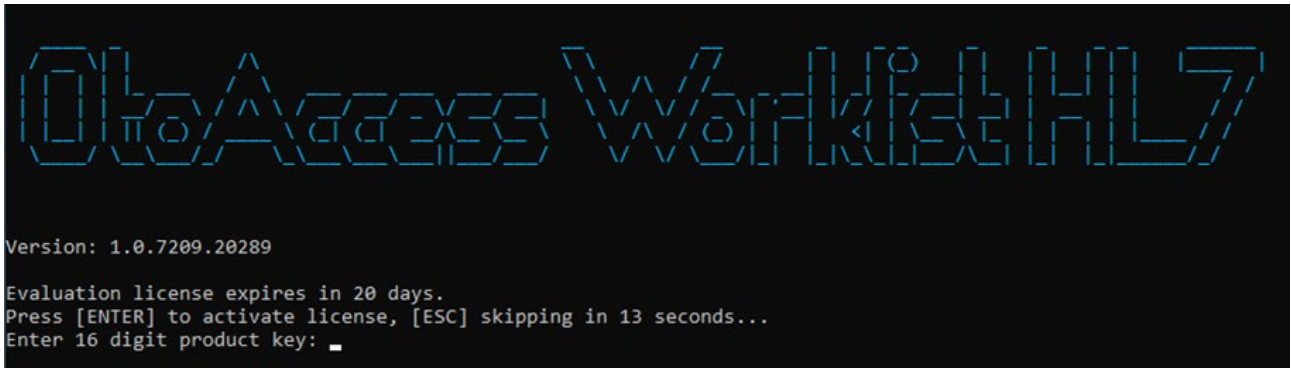 OtoAccess Worklist HL7
Version: 1.0.7209.20289
Evaluation license expires in 20 days.
Press [ENTER] to activate license, [ESC] skipping in 13 seconds...
Enter 16 digit product key: